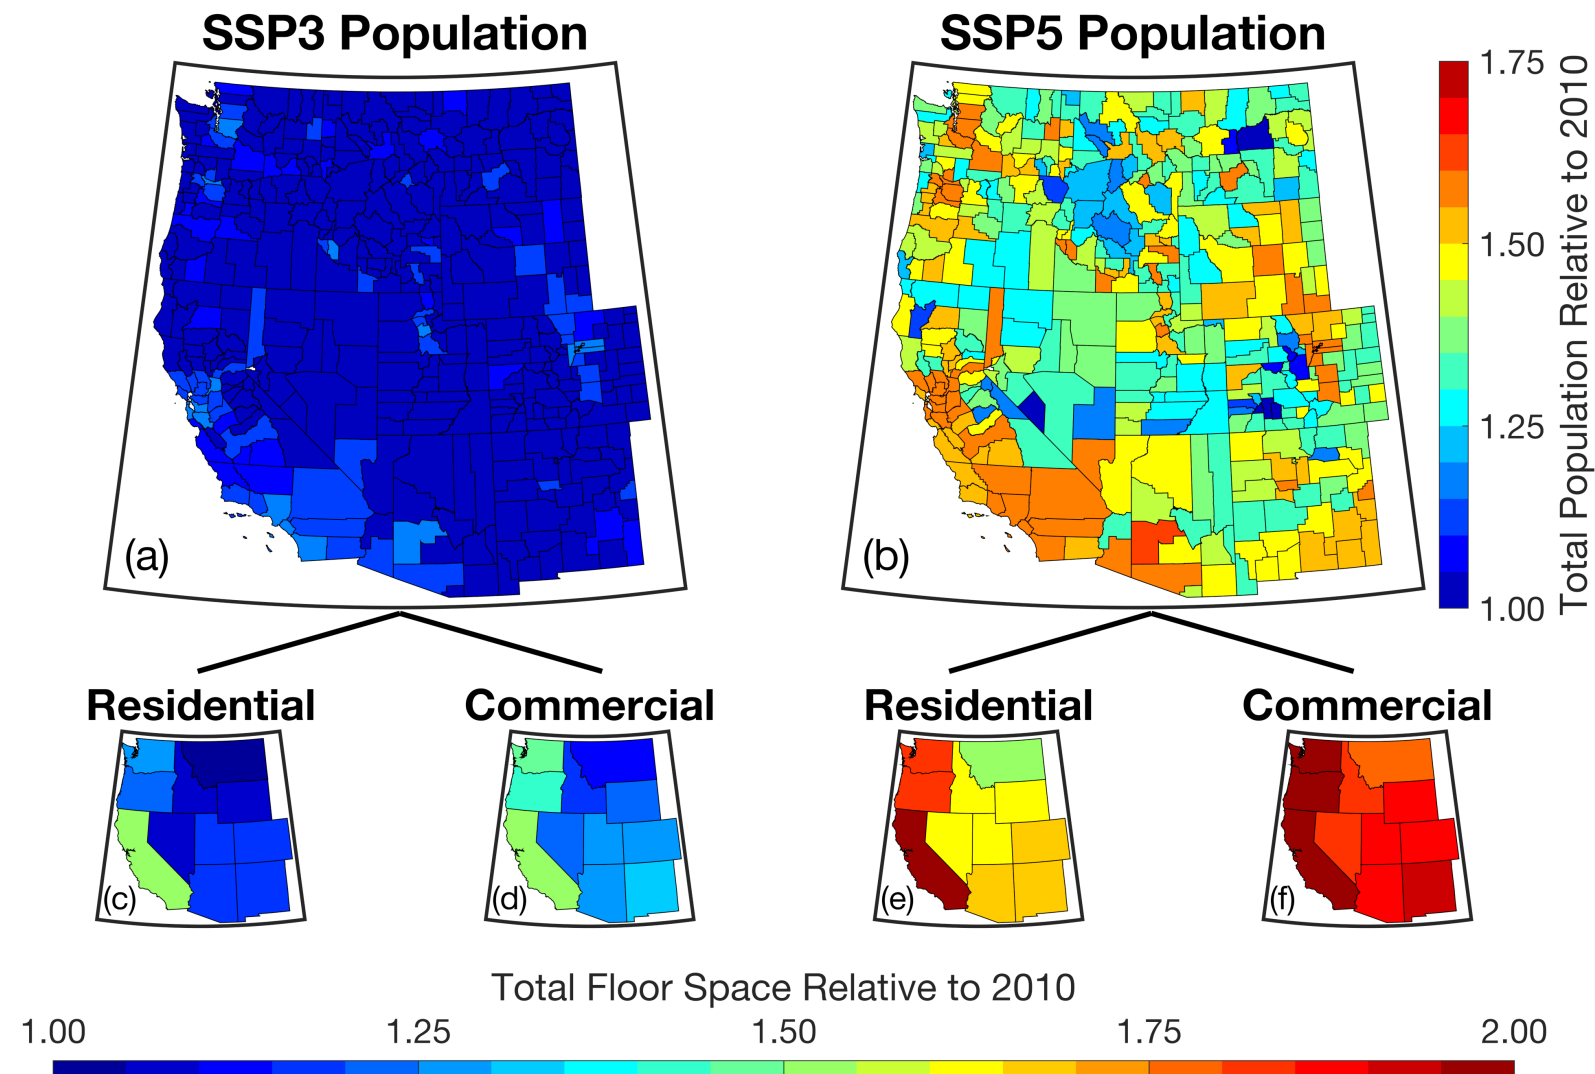 SSP3 Population
SSP5 Population
1.75
1.50
1.25
1.00
Total Population Relative to 2010
(a)
(b)
Residential
Commercial
Residential
Commercial
(c)
(d)
(e)
(f)
Total Floor Space Relative to 2010
1.00 1.25 1.50 1.75 2.00